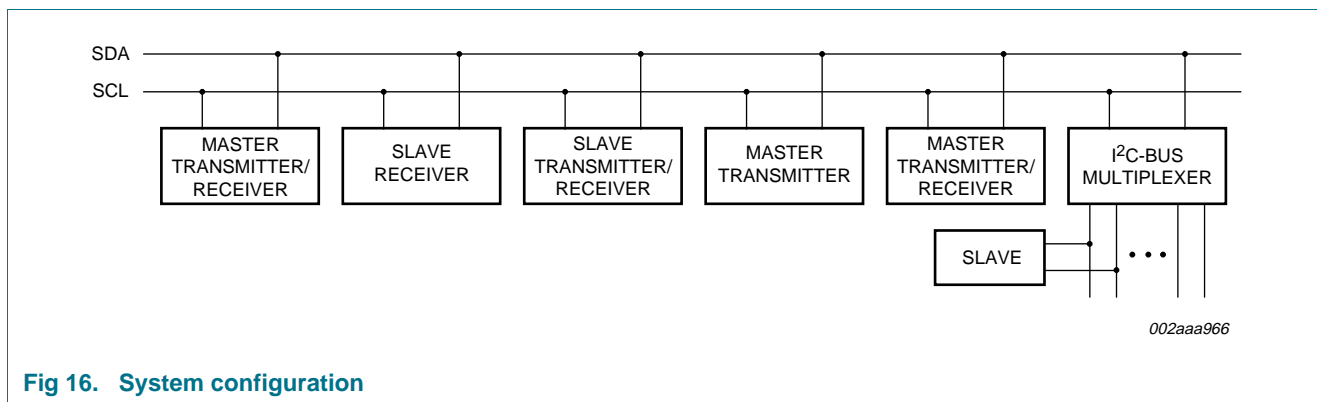 SDA
SCL
MASTER
TRANSMITTER/
RECEIVER
SLAVE
RECEIVER
SLAVE
TRANSMITTER/
RECEIVER
MASTER
TRANSMITTER
MASTER
TRANSMITTER/
RECEIVER
I²C-BUS
MULTIPLEXER
SLAVE
002aaa966
Fig 16. System configuration